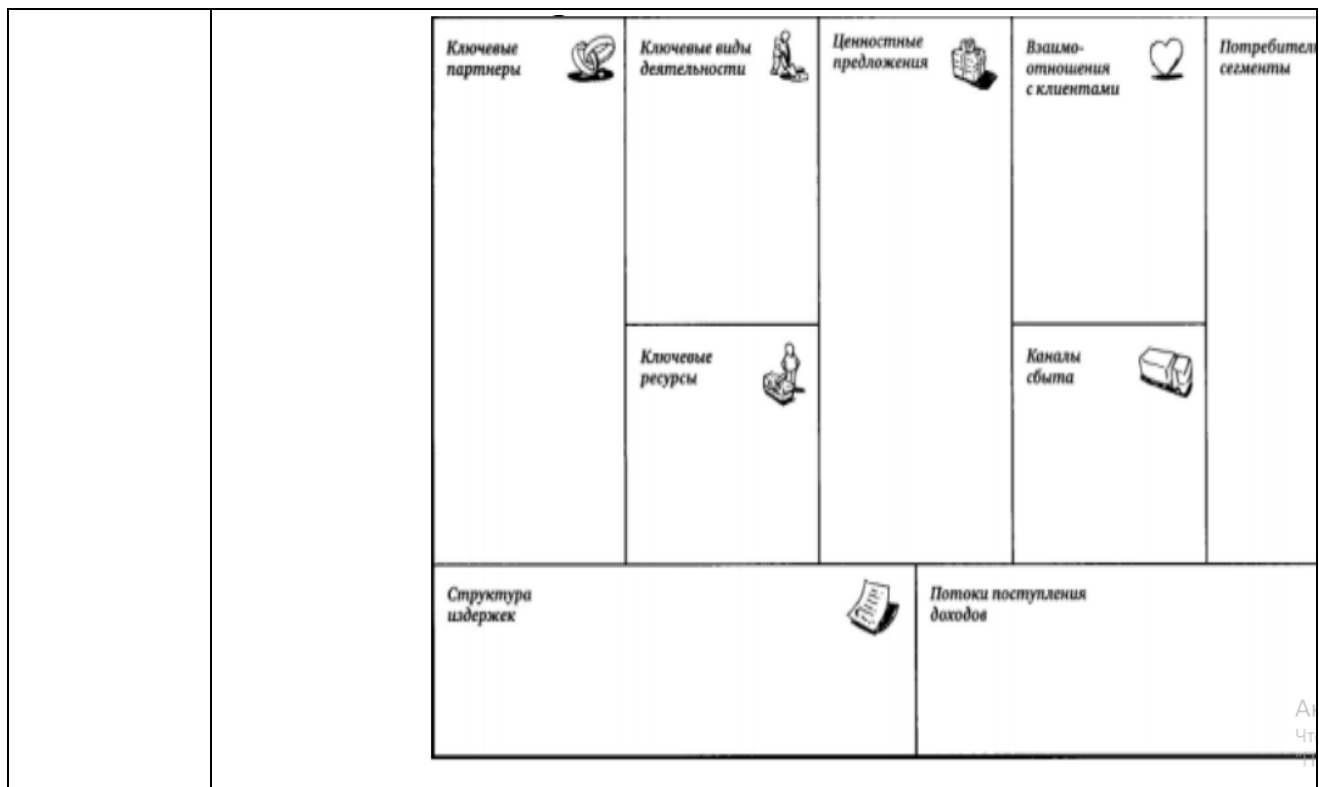 Ключевые
партнеры
Ключевые виды
деятельности
Ценностные
предложения
Взаимо-
отношения
с клиентами
сегменты
Ключевые
ресурсы
Каналы
сбыта
Структура
издержек
Потоки поступления
доходов